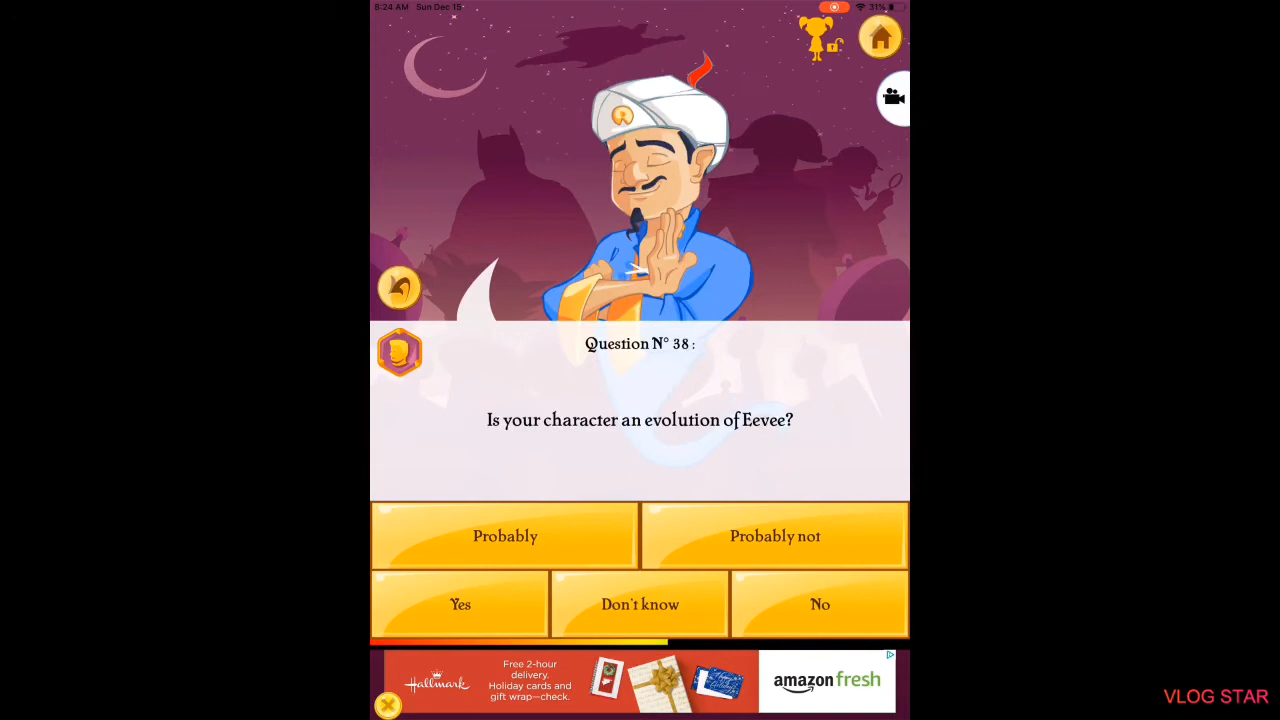 8:24 AM Sun Dec 15
31%
Question N° 38 :
Is your character an evolution of Eevee?
Probably
Probably not
Yes
Don't know
No
Hallmark
Free 2-hour
delivery.
Holiday cards and
gift wrap—check.
amazon fresh
VLOG STAR